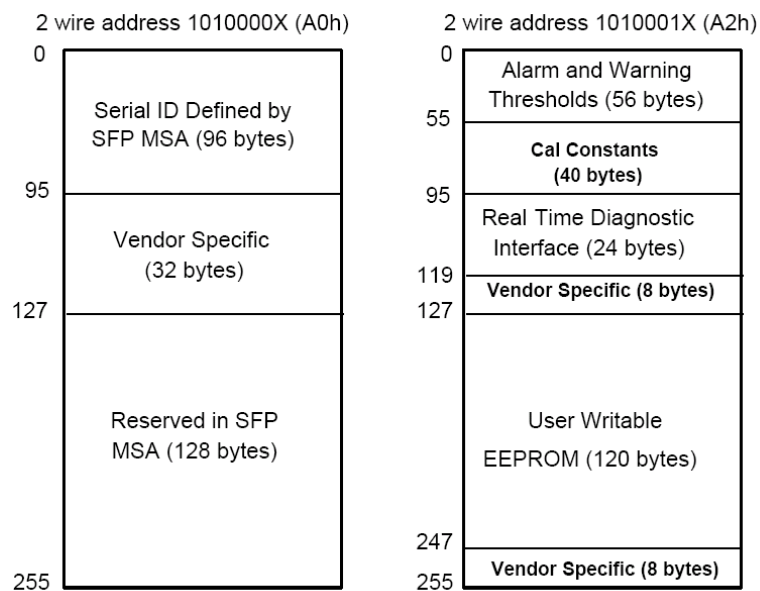 2 wire address 1010000X (A0h)
0
Serial ID Defined by
SFP MSA (96 bytes)
95
Vendor Specific
(32 bytes)
127
Reserved in SFP
MSA (128 bytes)
255
2 wire address 1010001X (A2h)
0
Alarm and Warning
Thresholds (56 bytes)
55
Cal Constants
(40 bytes)
95
Real Time Diagnostic
Interface (24 bytes)
119
Vendor Specific (8 bytes)
127
User Writable
EEPROM (120 bytes)
247
Vendor Specific (8 bytes)
255